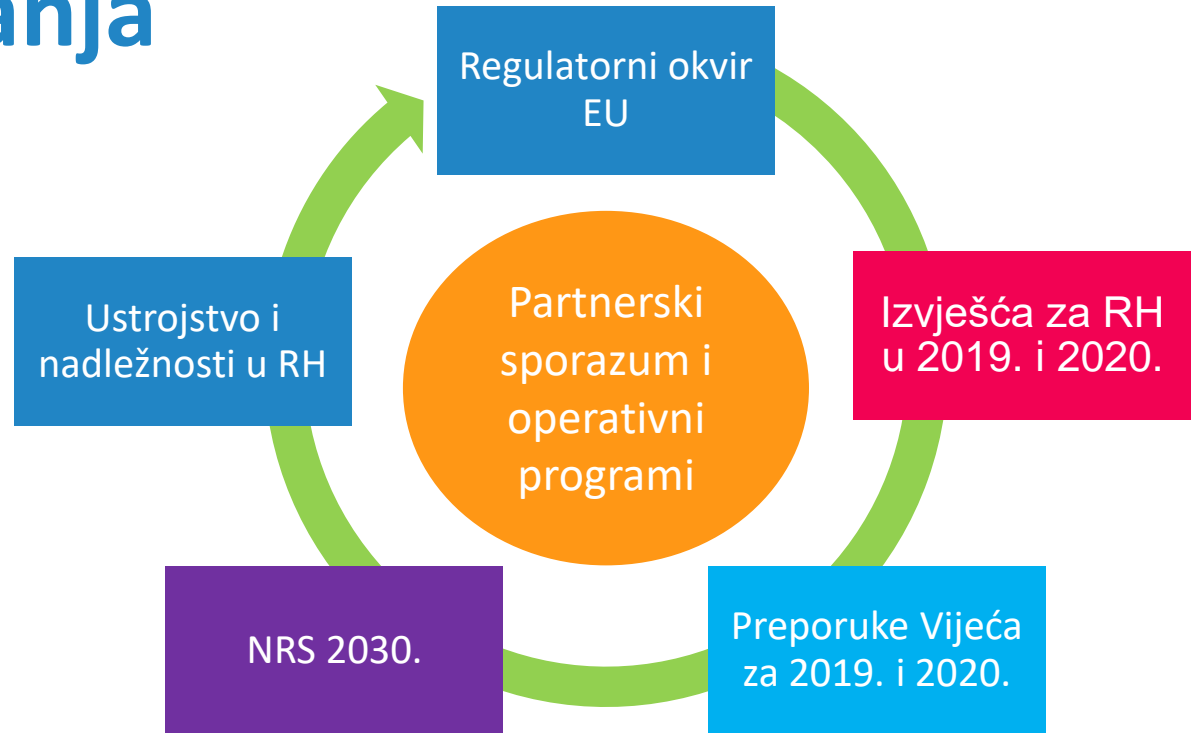 anja
Regulatorni okvir
EU
Izvješća za RH
u 2019. i 2020.
Preporuke Vijeća
za 2019. i 2020.
NRS 2030.
Ustrojstvo i
nadležnosti u RH
Partnerski
sporazum i
operativni
programi